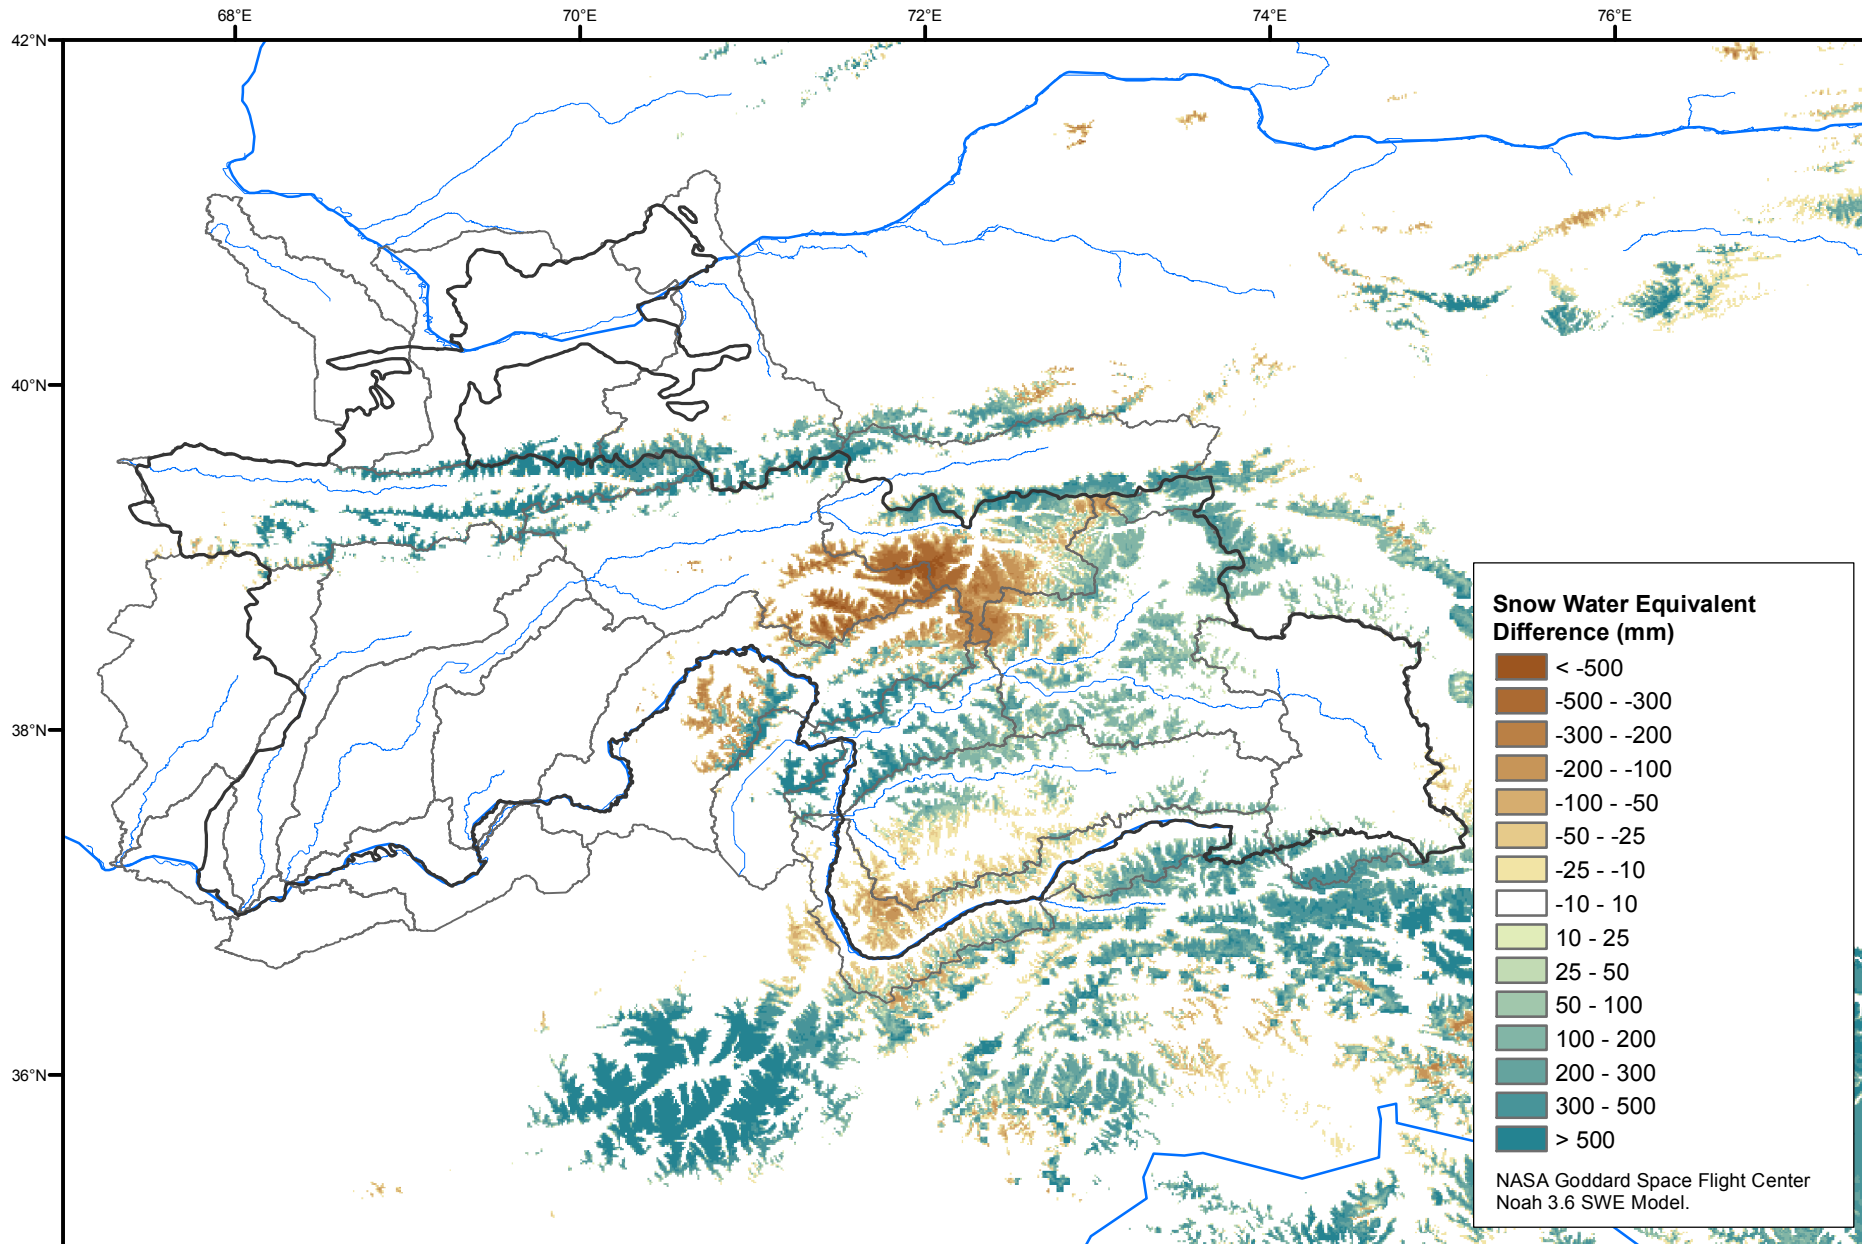 68°E
70°E
72°E
74°E
76°E
42°N
40°N
38°N
36°N
Snow Water Equivalent
Difference (mm)
< -500
-500 - -300
-300 - -200
-200 - -100
-100 - -50
-50 - -25
-25 - -10
-10 - 10
10 - 25
25 - 50
50 - 100
100 - 200
200 - 300
300 - 500
> 500
NASA Goddard Space Flight Center
Noah 3.6 SWE Model.